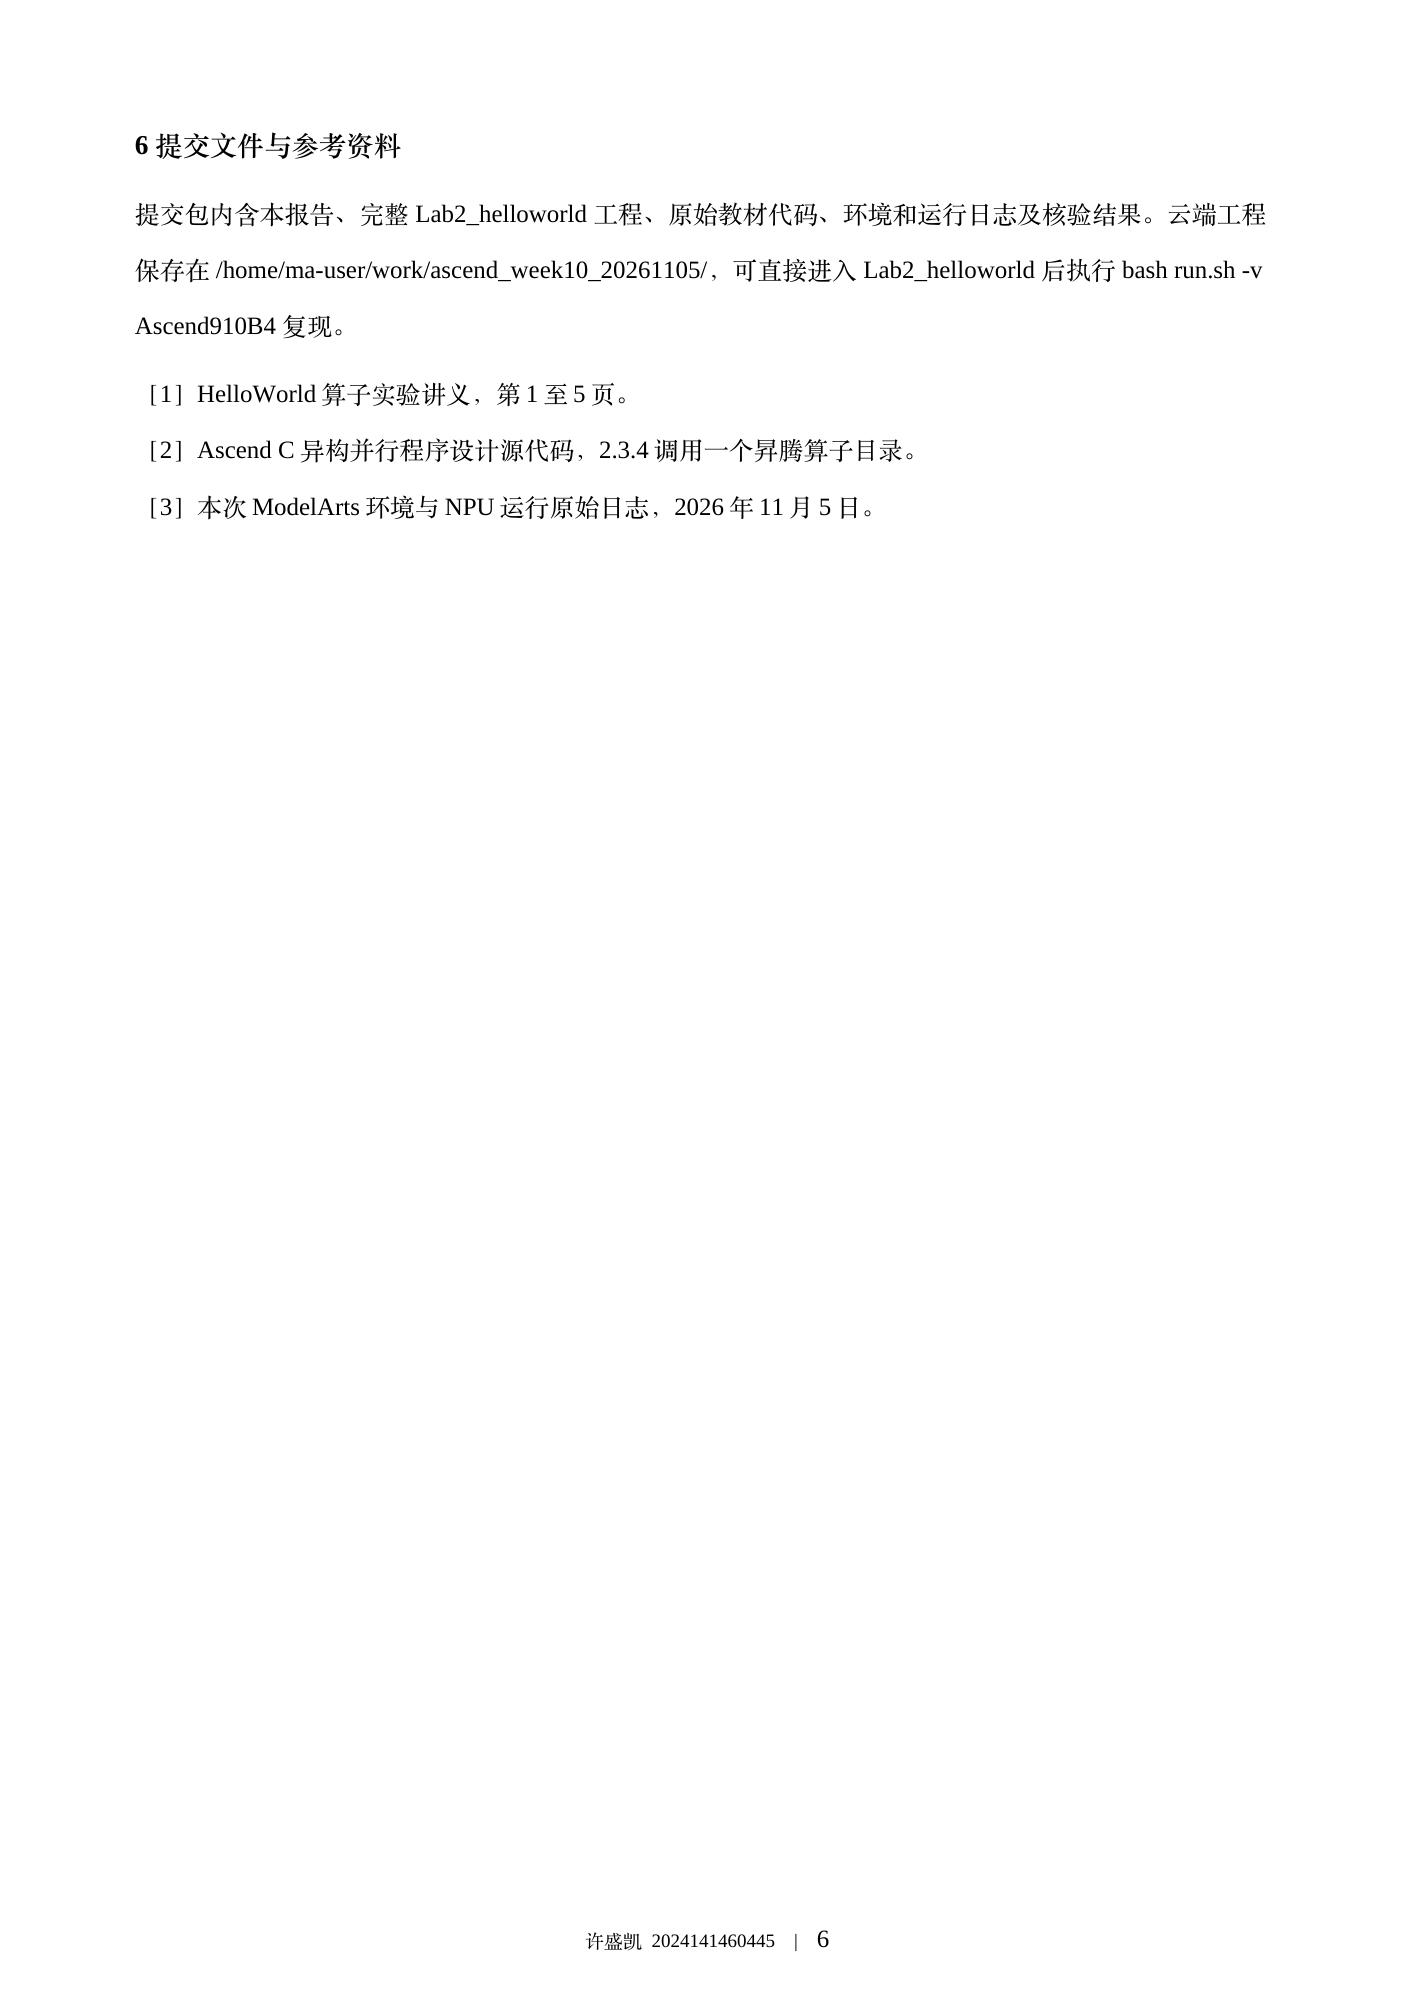 6 提交文件与参考资料
提交包内含本报告、完整 Lab2_helloworld 工程、原始教材代码、环境和运行日志及核验结果。云端工程
保存在 /home/ma-user/work/ascend_week10_20261105/，可直接进入 Lab2_helloworld 后执行 bash run.sh -v
Ascend910B4 复现。
［1］HelloWorld 算子实验讲义，第 1 至 5 页。
［2］Ascend C 异构并行程序设计源代码，2.3.4 调用一个昇腾算子目录。
［3］本次 ModelArts 环境与 NPU 运行原始日志，2026 年 11 月 5 日。
许盛凯 2024141460445 | 6